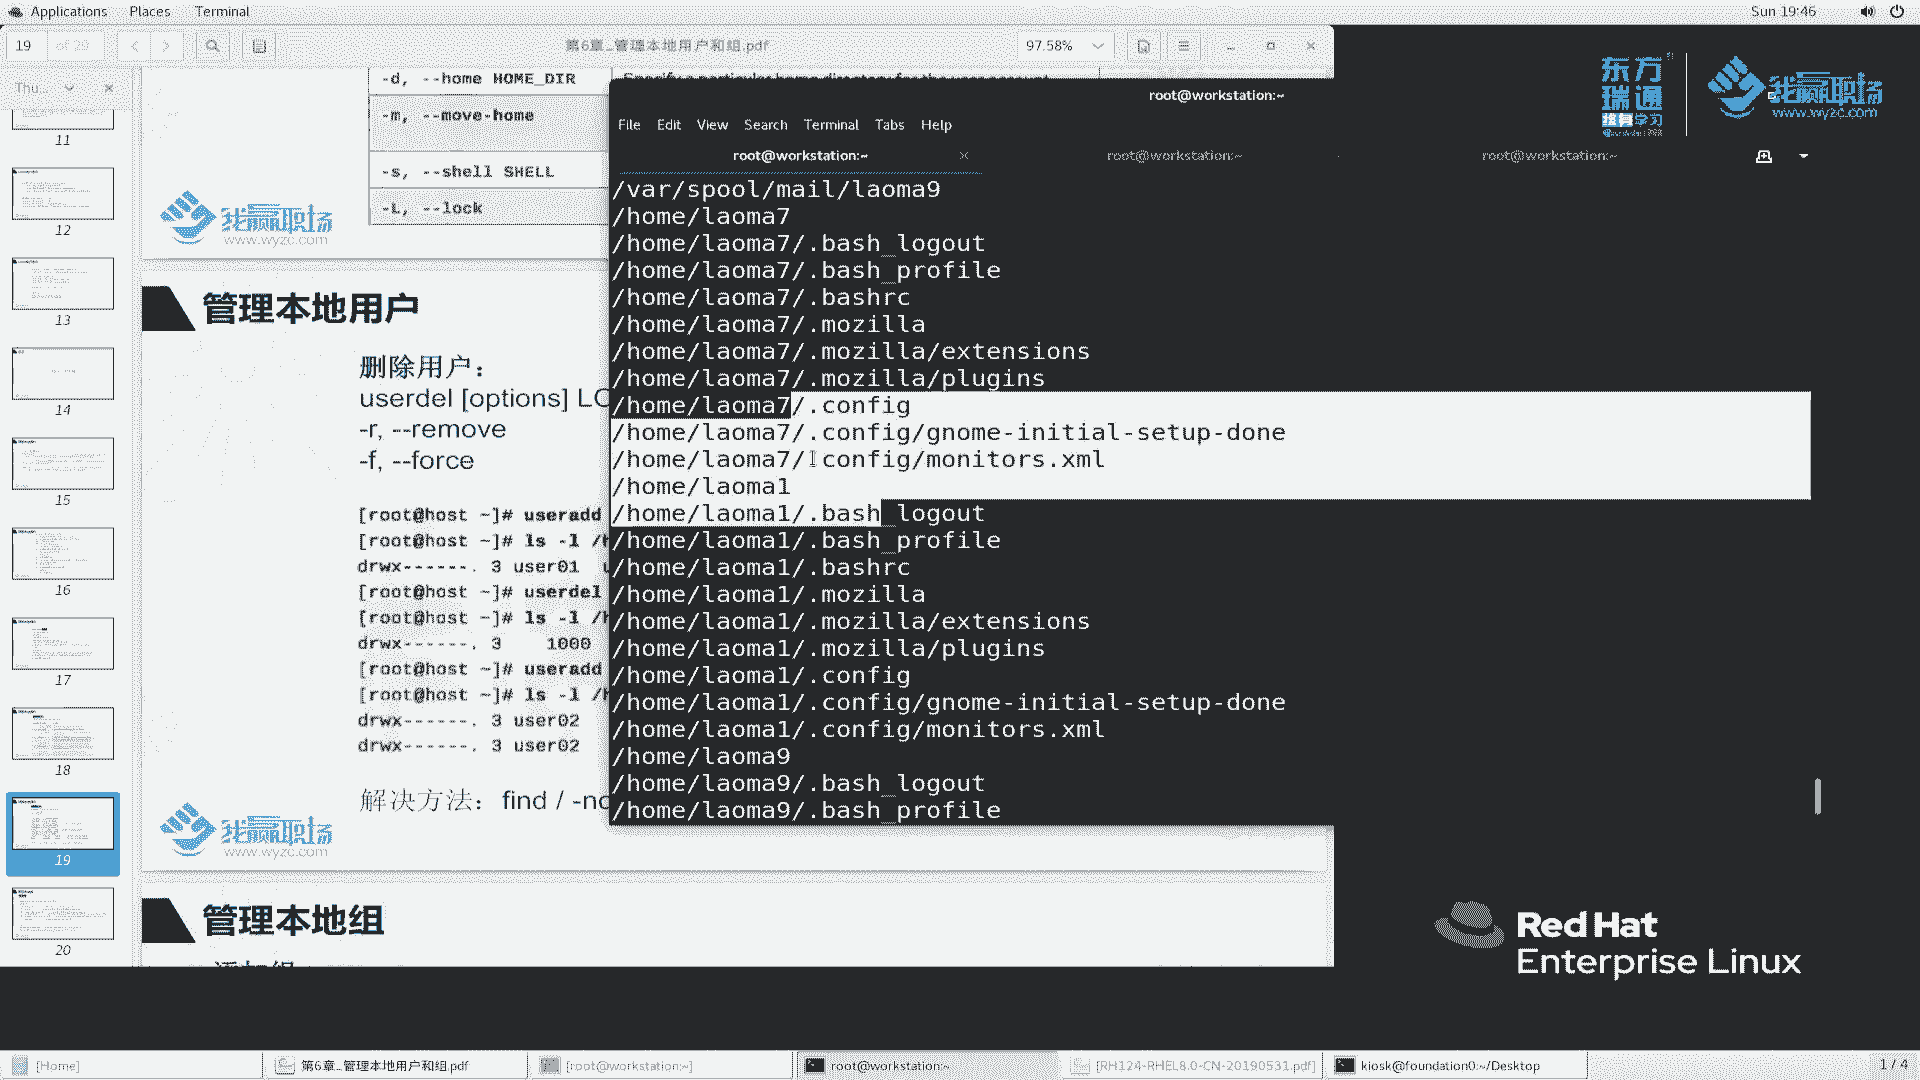 Applications Places Terminal
Sun 19:46
19 of 29
第6章_管理本地用户和组.pdf
97.58%
Thu...
11
12
13
14
15
16
17
18
19
20
-d, --home HOME_DIR
-m, --move-home
-s, --shell SHELL
-L, --lock
我赢职场
www.wyzc.com
管理本地用户
删除用户：
userdel [options] LO
-r, --remove
-f, --force
[root@host ~]# useradd
[root@host ~]# ls -l /h
drwx------. 3 user01 u
[root@host ~]# userdel
[root@host ~]# ls -l /h
drwx------. 3 1000
[root@host ~]# useradd
[root@host ~]# ls -l /h
drwx------. 3 user02
drwx------. 3 user02
解决方法：find / -no
我赢职场
www.wyzc.com
管理本地组
root@workstation:~
File Edit View Search Terminal Tabs Help
root@workstation:~ root@workstation:~ root@workstation:~
/var/spool/mail/laoma9
/home/laoma7
/home/laoma7/.bash_logout
/home/laoma7/.bash_profile
/home/laoma7/.bashrc
/home/laoma7/.mozilla
/home/laoma7/.mozilla/extensions
/home/laoma7/.mozilla/plugins
/home/laoma7/.config
/home/laoma7/.config/gnome-initial-setup-done
/home/laoma7/.config/monitors.xml
/home/laoma1
/home/laoma1/.bash_logout
/home/laoma1/.bash_profile
/home/laoma1/.bashrc
/home/laoma1/.mozilla
/home/laoma1/.mozilla/extensions
/home/laoma1/.mozilla/plugins
/home/laoma1/.config
/home/laoma1/.config/gnome-initial-setup-done
/home/laoma1/.config/monitors.xml
/home/laoma9
/home/laoma9/.bash_logout
/home/laoma9/.bash_profile
东方
瑞通
我赢职场
www.wyzc.com
Red Hat
Enterprise Linux
[Home]
第6章_管理本地用户和组.pdf
[root@workstation:~]
root@workstation:~
[RH124-RHEL8.0-CN-20190531.pdf]
kiosk@foundation0:~/Desktop
1 / 4